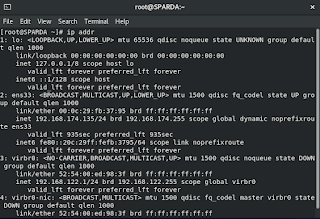 root@SPARDA:~
File Edit View Search Terminal Help
[root@SPARDA ~]# ip addr
1: lo: <LOOPBACK,UP,LOWER_UP> mtu 65536 qdisc noqueue state UNKNOWN group defaul
t qlen 1000
link/loopback 00:00:00:00:00:00 brd 00:00:00:00:00:00
inet 127.0.0.1/8 scope host lo
valid_lft forever preferred_lft forever
inet6 ::1/128 scope host
valid_lft forever preferred_lft forever
2: ens33: <BROADCAST,MULTICAST,UP,LOWER_UP> mtu 1500 qdisc fq_codel state UP gro
up default qlen 1000
link/ether 00:0c:29:fb:37:95 brd ff:ff:ff:ff:ff:ff
inet 192.168.174.135/24 brd 192.168.174.255 scope global dynamic noprefixrou
te ens33
valid_lft 935sec preferred_lft 935sec
inet6 fe80::20c:29ff:fefb:3795/64 scope link noprefixroute
valid_lft forever preferred_lft forever
3: virbr0: <NO-CARRIER,BROADCAST,MULTICAST,UP> mtu 1500 qdisc noqueue state DOWN
group default qlen 1000
link/ether 52:54:00:ed:98:3f brd ff:ff:ff:ff:ff:ff
inet 192.168.122.1/24 brd 192.168.122.255 scope global virbr0
valid_lft forever preferred_lft forever
4: virbr0-nic: <BROADCAST,MULTICAST> mtu 1500 qdisc fq_codel master virbr0 state
DOWN group default qlen 1000
link/ether 52:54:00:ed:98:3f brd ff:ff:ff:ff:ff:ff